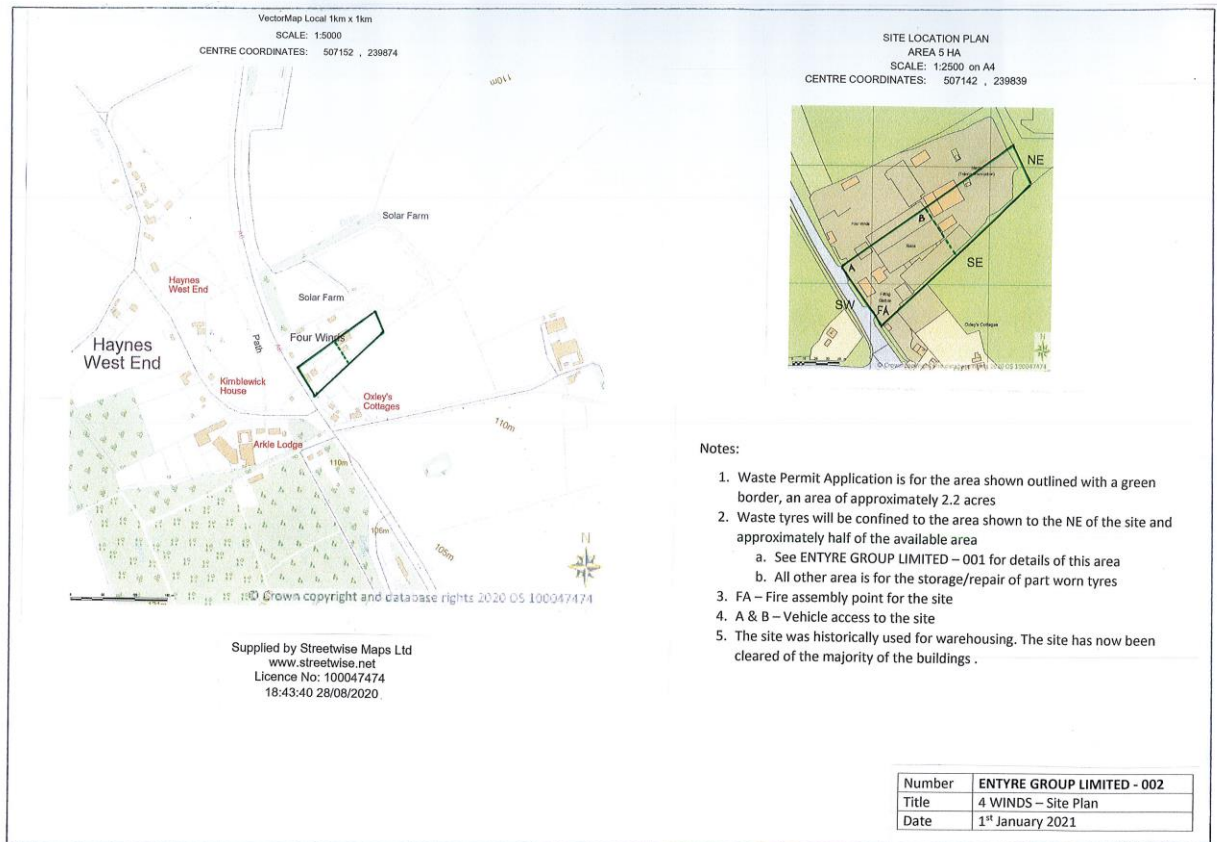 VectorMap Local 1km x 1km
SCALE: 1:5000
CENTRE COORDINATES: 507152 , 239874
110m
Solar Farm
Haynes
West End
Solar Farm
Four Winds
Haynes
West End
Path
Kimblewick
House
Oxley's
Cottages
Arkle Lodge
110m
110m
106m
105m
N
© Crown copyright and database rights 2020 OS 100047474
Supplied by Streetwise Maps Ltd
www.streetwise.net
Licence No: 100047474
18:43:40 28/08/2020
SITE LOCATION PLAN
AREA 5 HA
SCALE: 1:2500 on A4
CENTRE COORDINATES: 507142 , 239839
NE
B
A
SE
SW
FA
Oxley's Cottages
N
© Crown copyright and database rights 2020 OS 100047474
Notes:
1. Waste Permit Application is for the area shown outlined with a green
border, an area of approximately 2.2 acres
2. Waste tyres will be confined to the area shown to the NE of the site and
approximately half of the available area
a. See ENTYRE GROUP LIMITED – 001 for details of this area
b. All other area is for the storage/repair of part worn tyres
3. FA – Fire assembly point for the site
4. A & B – Vehicle access to the site
5. The site was historically used for warehousing. The site has now been
cleared of the majority of the buildings .
Number ENTYRE GROUP LIMITED - 002
Title 4 WINDS – Site Plan
Date 1st January 2021